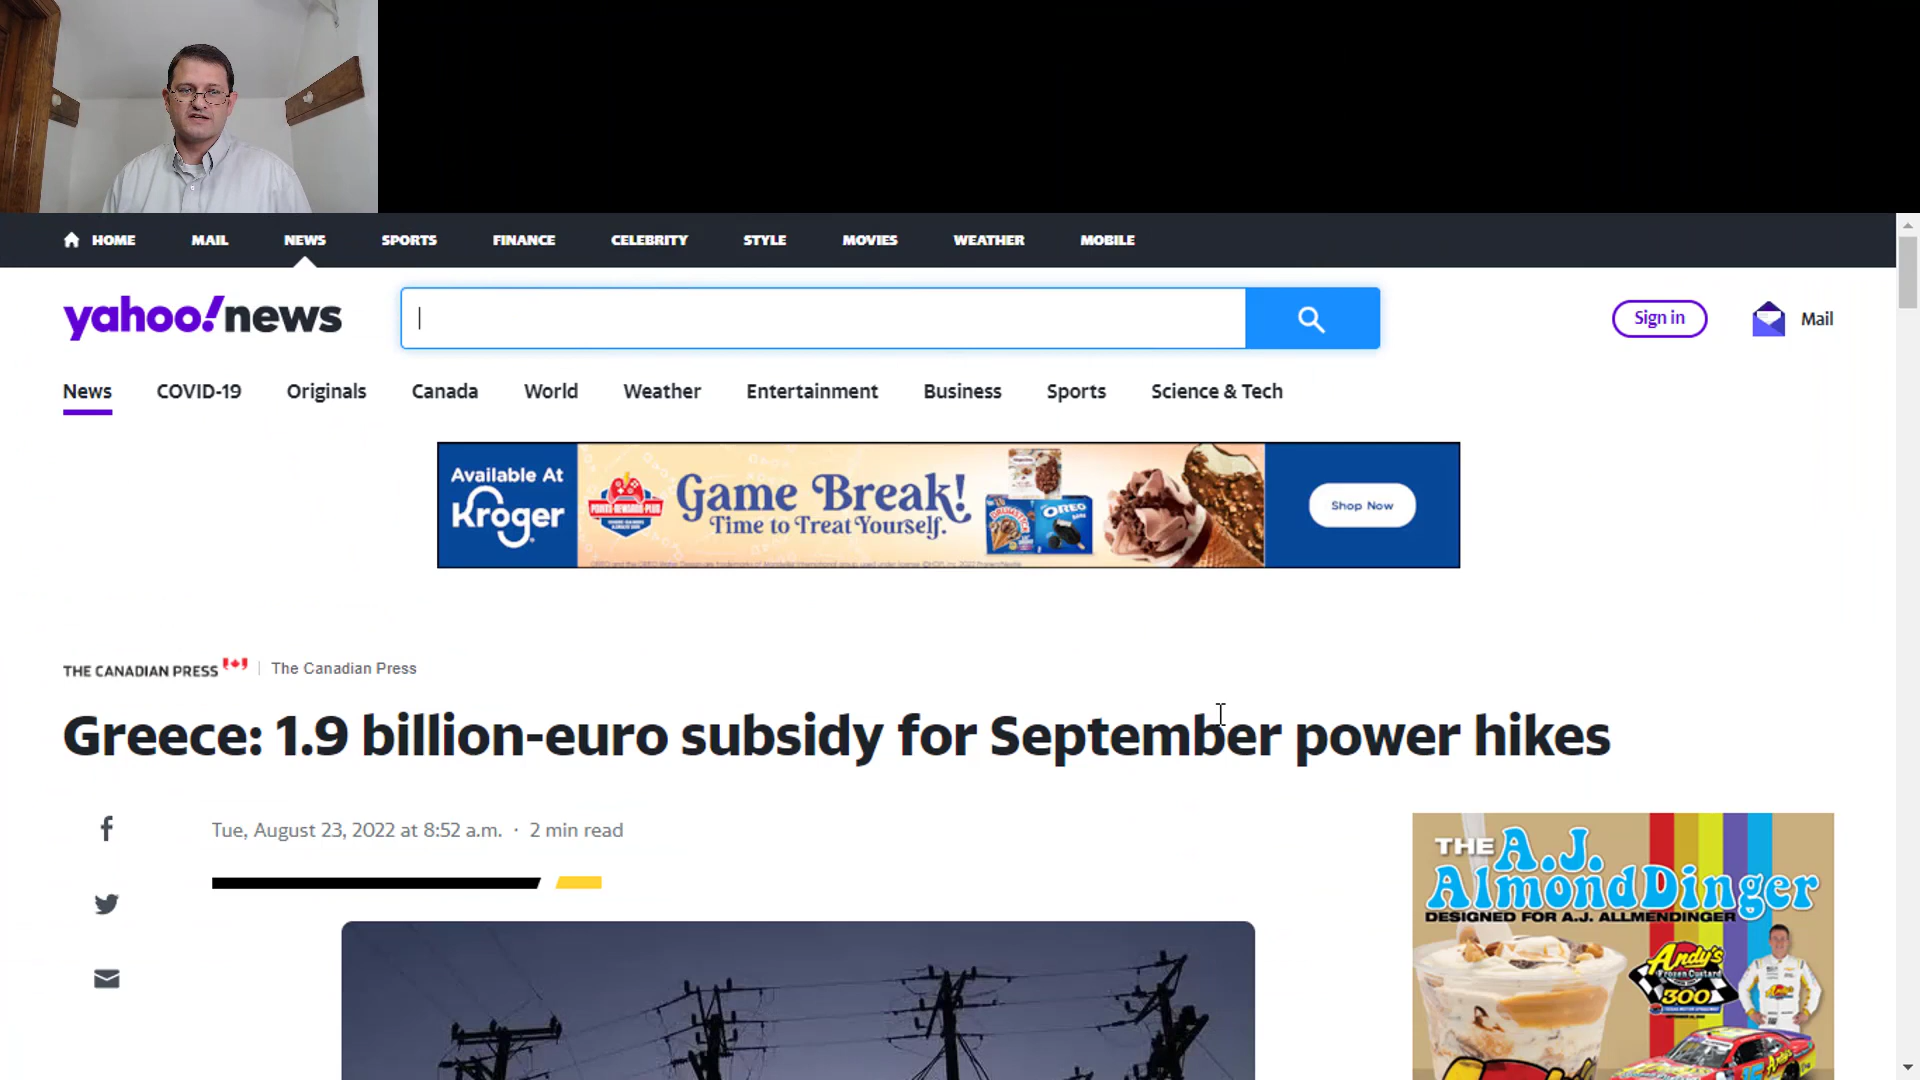 HOME MAIL NEWS SPORTS FINANCE CELEBRITY STYLE MOVIES WEATHER MOBILE
yahoo!news
Sign in
Mail
News COVID-19 Originals Canada World Weather Entertainment Business Sports Science & Tech
Available At
Kroger
Game Break!
Time to Treat Yourself.
DRUMSTICK
OREO
Shop Now
THE CANADIAN PRESS | The Canadian Press
Greece: 1.9 billion-euro subsidy for September power hikes
Tue, August 23, 2022 at 8:52 a.m. · 2 min read
THE A.J.
AlmondDinger
DESIGNED FOR A.J. ALLMENDINGER
Andy's
Frozen Custard
300